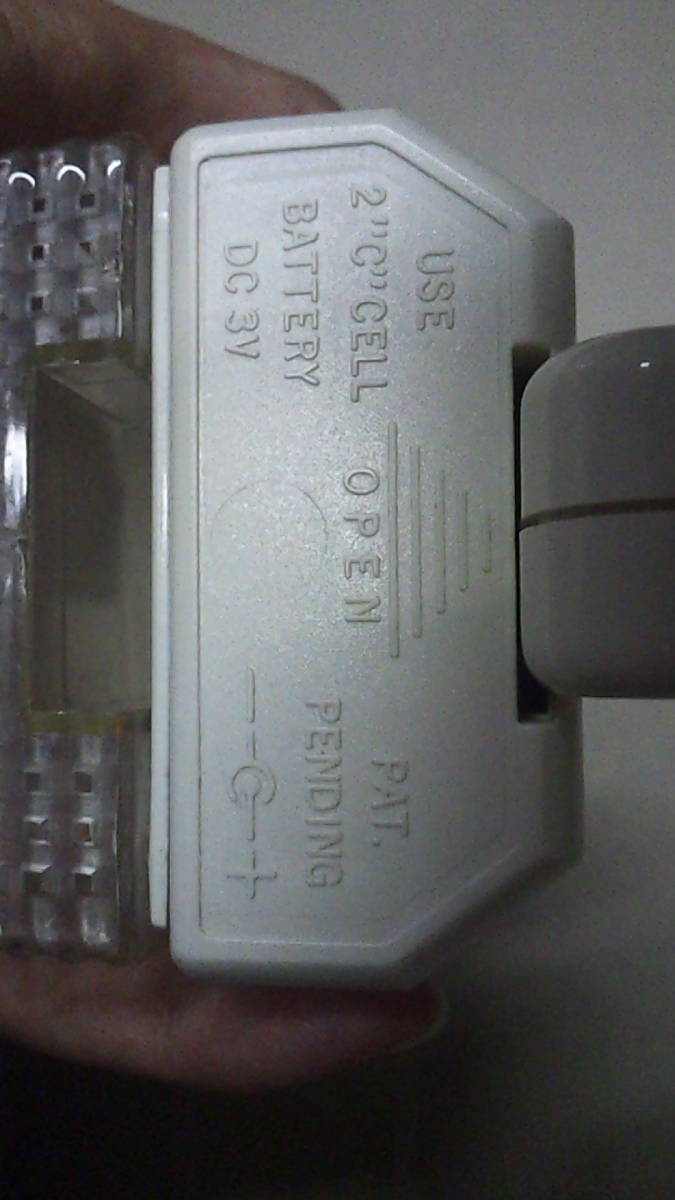 USE
2"C"CELL
BATTERY
DC 3V
OPEN
PAT.
PENDING
− C +